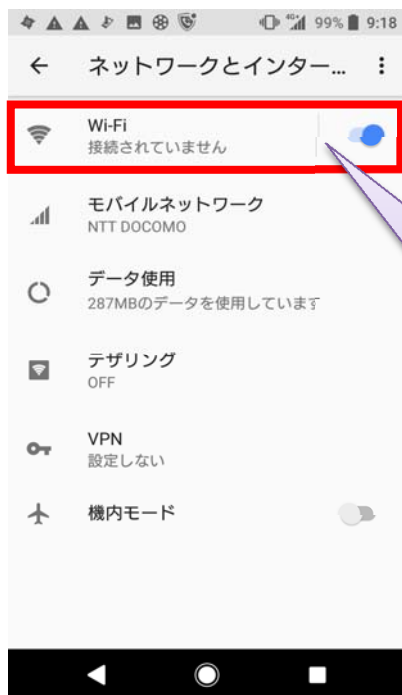 4G 99% 9:18
ネットワークとインター...
Wi-Fi
接続されていません
モバイルネットワーク
NTT DOCOMO
データ使用
287MBのデータを使用しています
テザリング
OFF
VPN
設定しない
機内モード